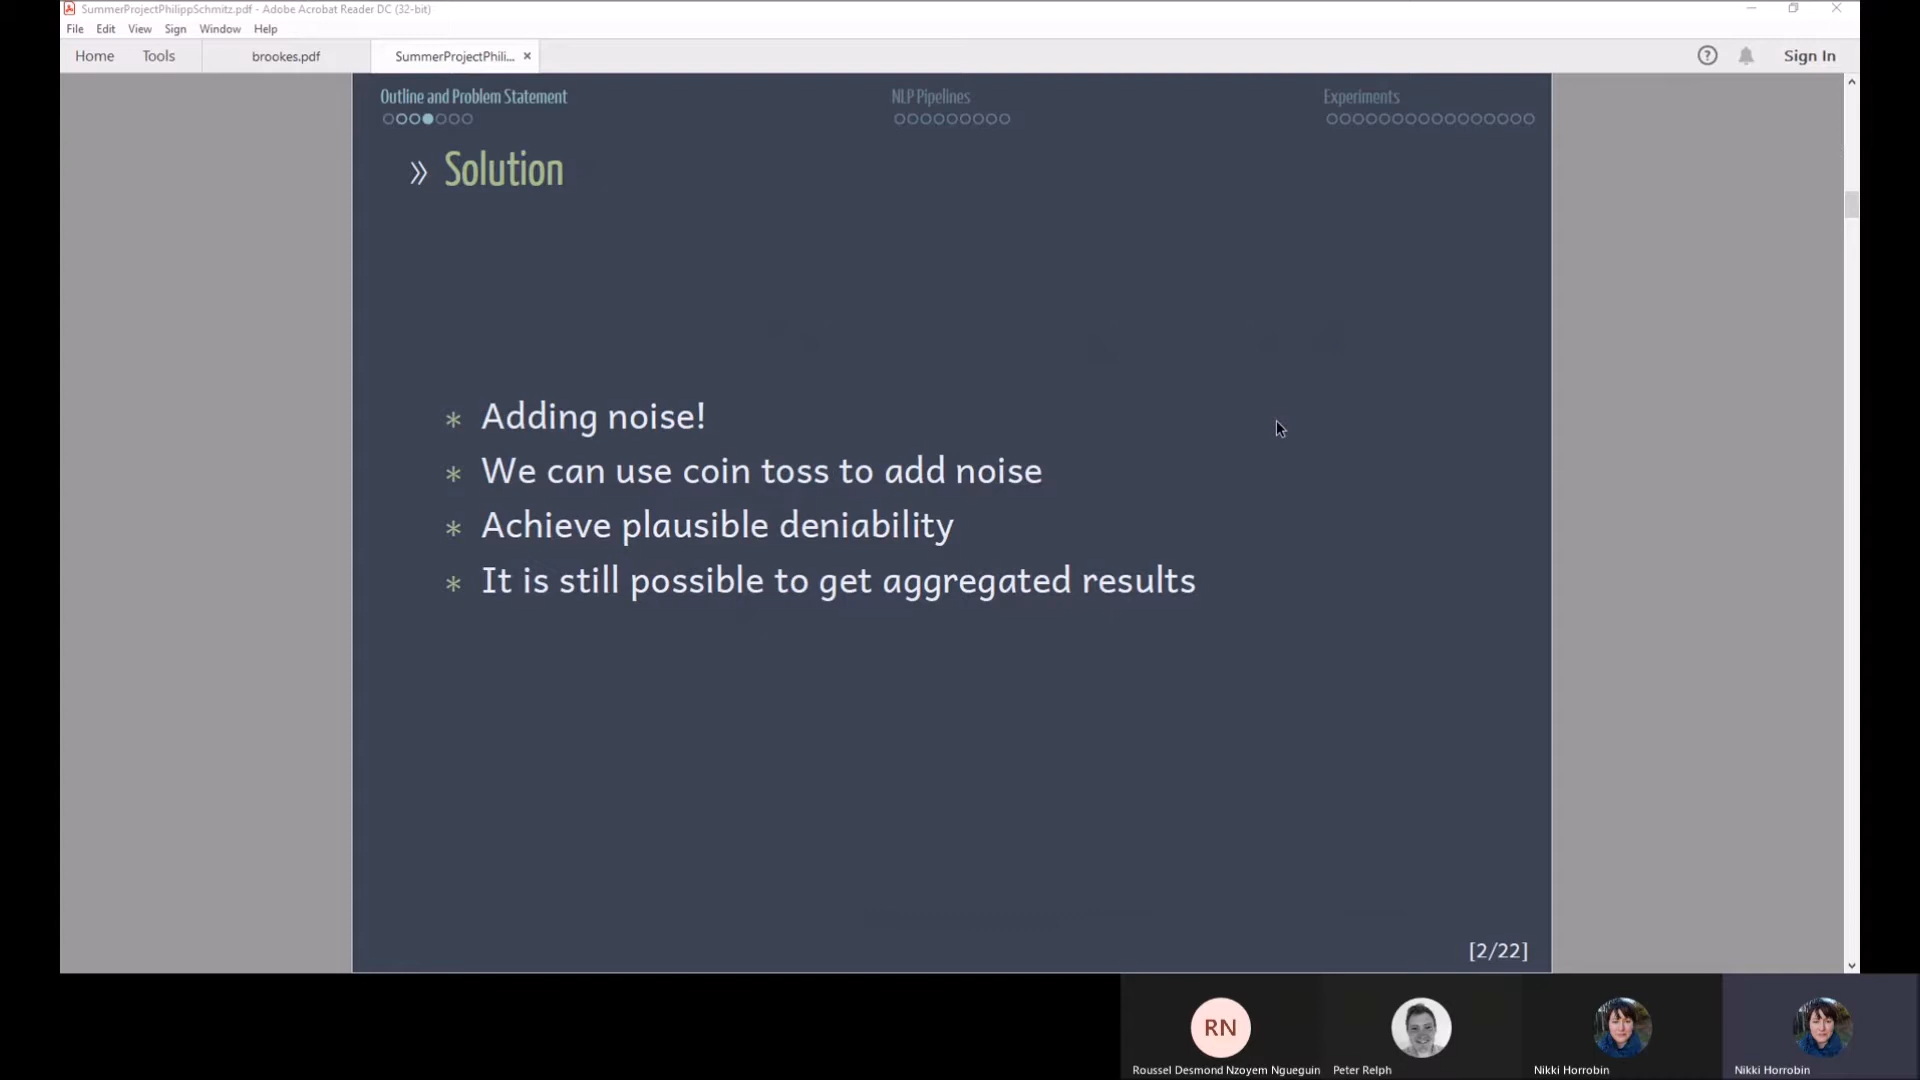 SummerProjectPhilippSchmitz.pdf - Adobe Acrobat Reader DC (32-bit)
File Edit View Sign Window Help
Home Tools brookes.pdf SummerProjectPhili... × Sign In
Outline and Problem Statement NLP Pipelines Experiments
» Solution
* Adding noise!
* We can use coin toss to add noise
* Achieve plausible deniability
* It is still possible to get aggregated results
[2/22]
RN
Roussel Desmond Nzoyem Ngueguin Peter Relph Nikki Horrobin Nikki Horrobin